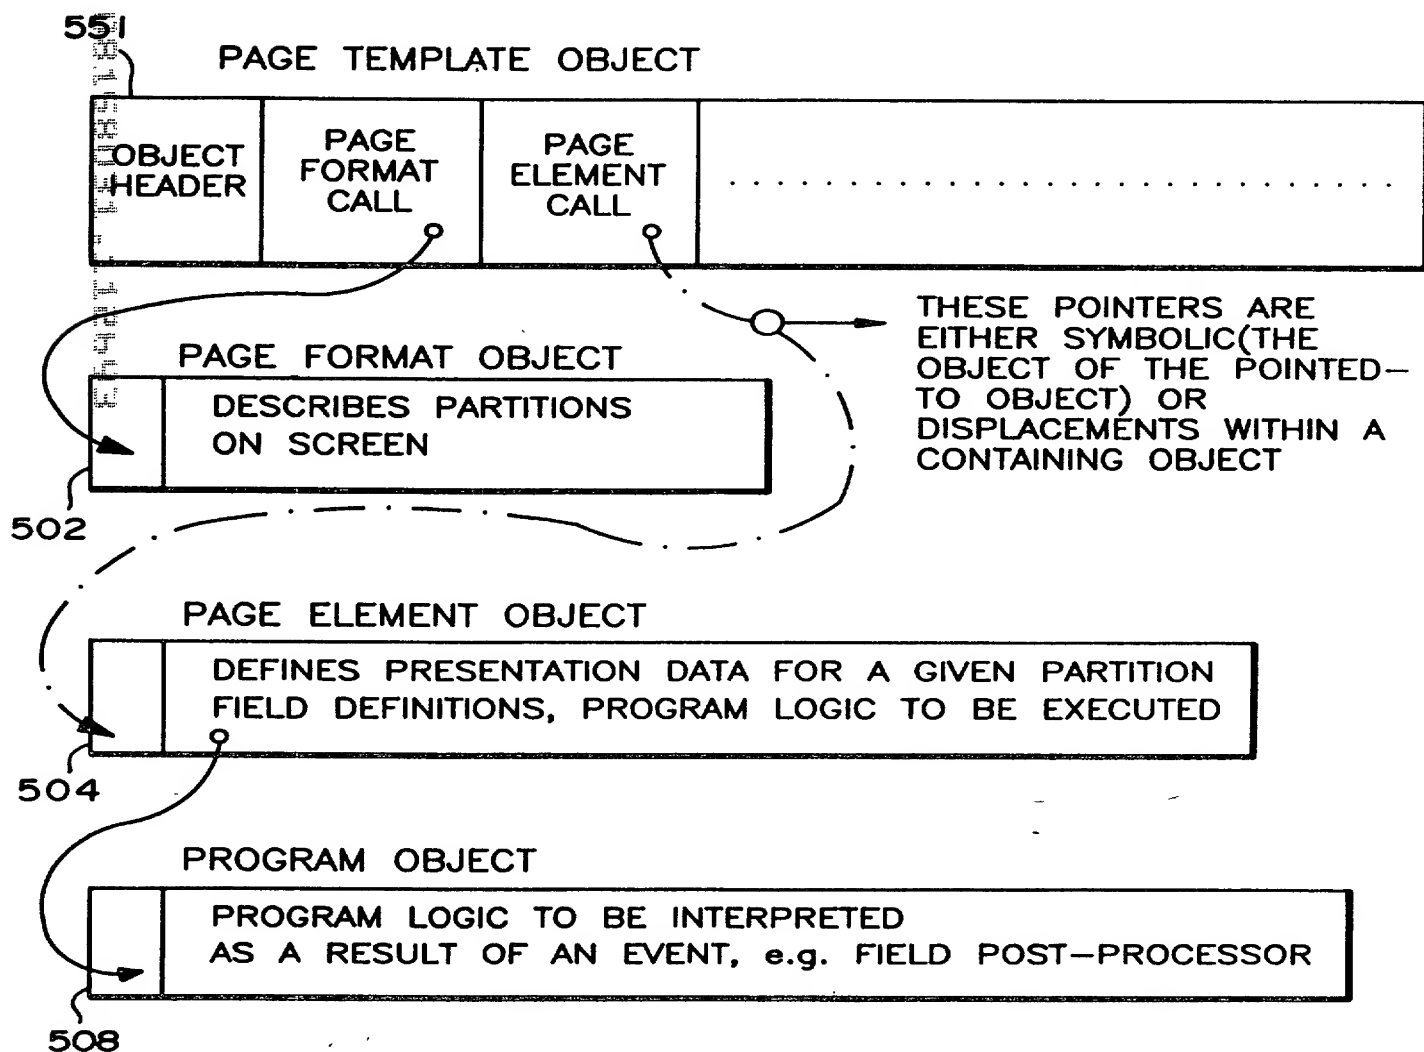 551
PAGE TEMPLATE OBJECT
OBJECT
HEADER
PAGE
FORMAT
CALL
PAGE
ELEMENT
CALL
. . . . . . . . . . . . . . . . . . . . . . . . . . . .
THESE POINTERS ARE
EITHER SYMBOLIC(THE
OBJECT OF THE POINTED-
TO OBJECT) OR
DISPLACEMENTS WITHIN A
CONTAINING OBJECT
PAGE FORMAT OBJECT
DESCRIBES PARTITIONS
ON SCREEN
502
PAGE ELEMENT OBJECT
DEFINES PRESENTATION DATA FOR A GIVEN PARTITION
FIELD DEFINITIONS, PROGRAM LOGIC TO BE EXECUTED
504
PROGRAM OBJECT
PROGRAM LOGIC TO BE INTERPRETED
AS A RESULT OF AN EVENT, e.g. FIELD POST-PROCESSOR
508